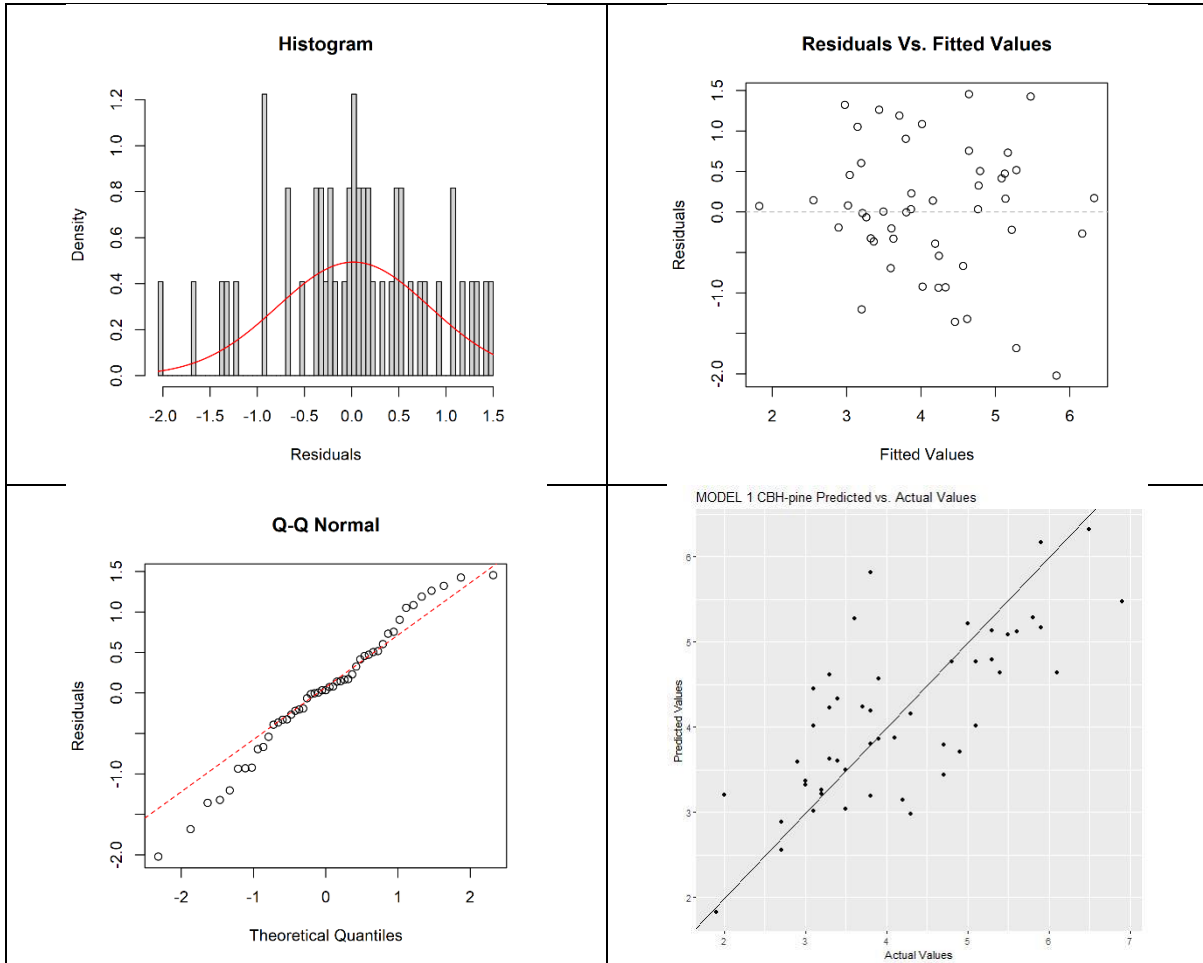 Histogram
1.2
1.0
0.8
0.6
0.4
0.2
0.0
Density
-2.0 -1.5 -1.0 -0.5 0.0 0.5 1.0 1.5
Residuals
Residuals Vs. Fitted Values
1.5
0.5
0.0
-1.0
-2.0
Residuals
2 3 4 5 6
Fitted Values
Q-Q Normal
1.5
1.0
0.5
0.0
-1.0
-2.0
Residuals
-2 -1 0 1 2
Theoretical Quantiles
MODEL 1 CBH-pine Predicted vs. Actual Values
6
5
4
3
2
Predicted Values
2 3 4 5 6 7
Actual Values